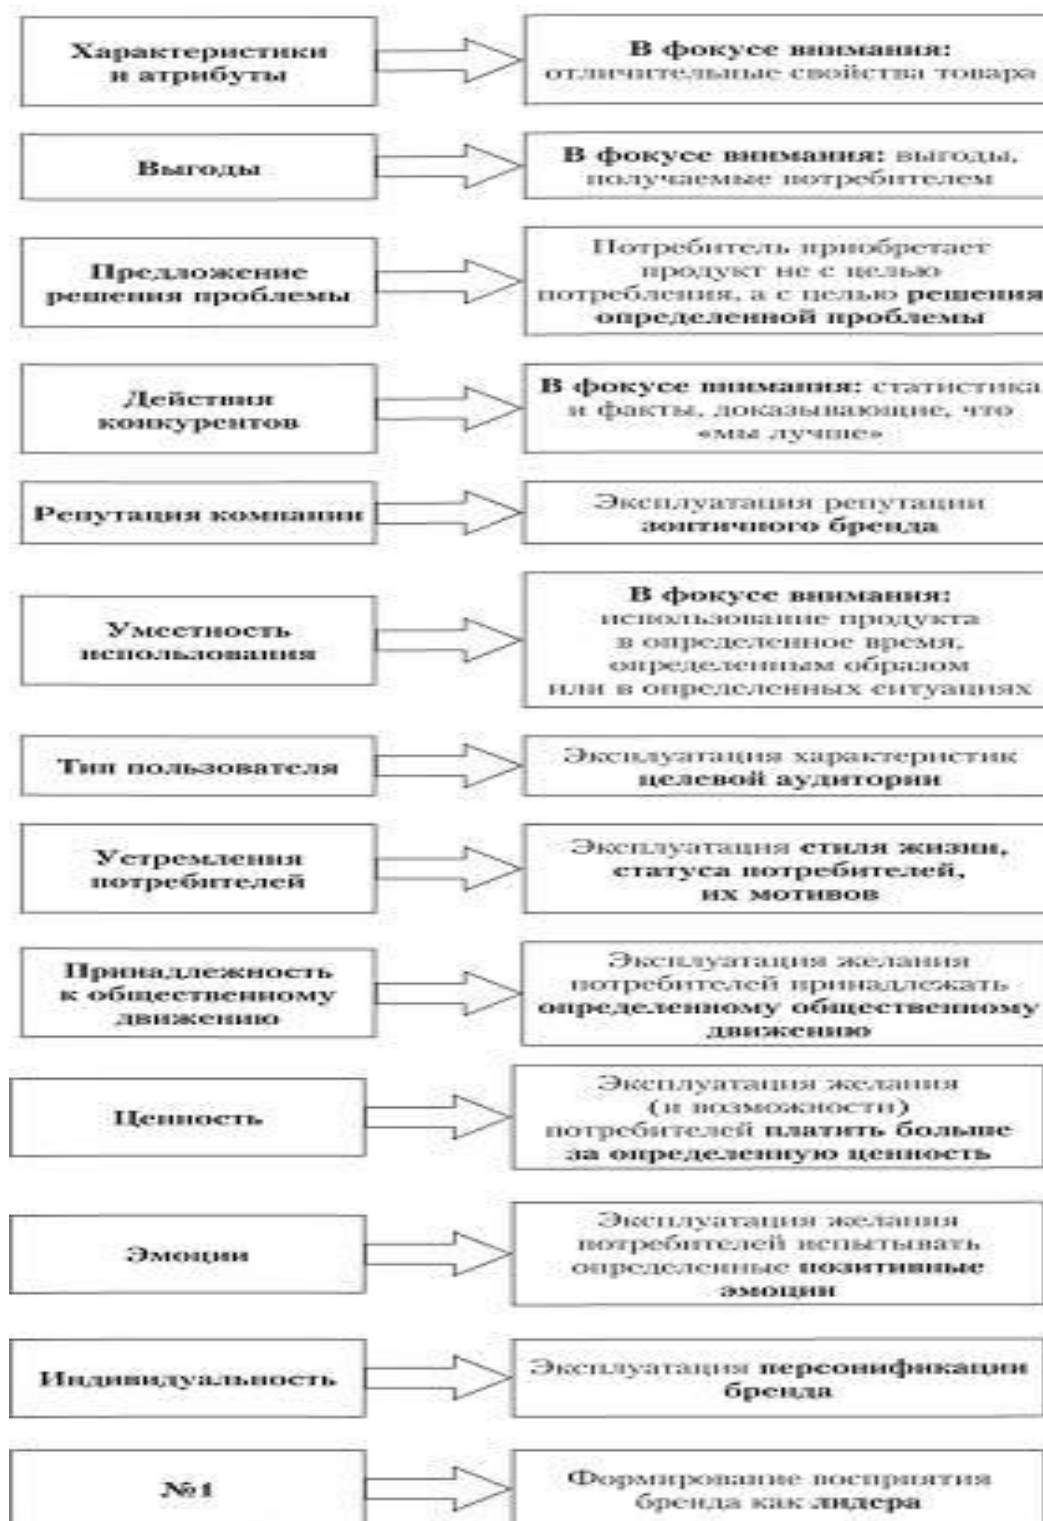 Характеристики
и атрибуты
В фокусе внимания:
отличительные свойства товара
Выгоды
В фокусе внимания: выгоды,
получаемые потребителем
Предложение
решения проблемы
Потребитель приобретает
продукт не с целью
потребления, а с целью решения
определенной проблемы
Действия
конкурентов
В фокусе внимания: статистика
и факты, доказывающие, что
«мы лучше»
Репутация компании
Эксплуатация репутации
зонтичного бренда
Уместность
использования
В фокусе внимания:
использование продукта
в определенное время,
определенным образом
или в определенных ситуациях
Тип пользователя
Эксплуатация характеристик
целевой аудитории
Устремления
потребителей
Эксплуатация стиля жизни,
статуса потребителей,
их мотивов
Принадлежность
к общественному
движению
Эксплуатация желания
потребителей принадлежать
определенному общественному
движению
Ценность
Эксплуатация желания
(и возможности)
потребителей платить больше
за определенную ценность
Эмоции
Эксплуатация желания
потребителей испытывать
определенные позитивные
эмоции
Индивидуальность
Эксплуатация персонификации
бренда
№1
Формирование восприятия
бренда как лидера